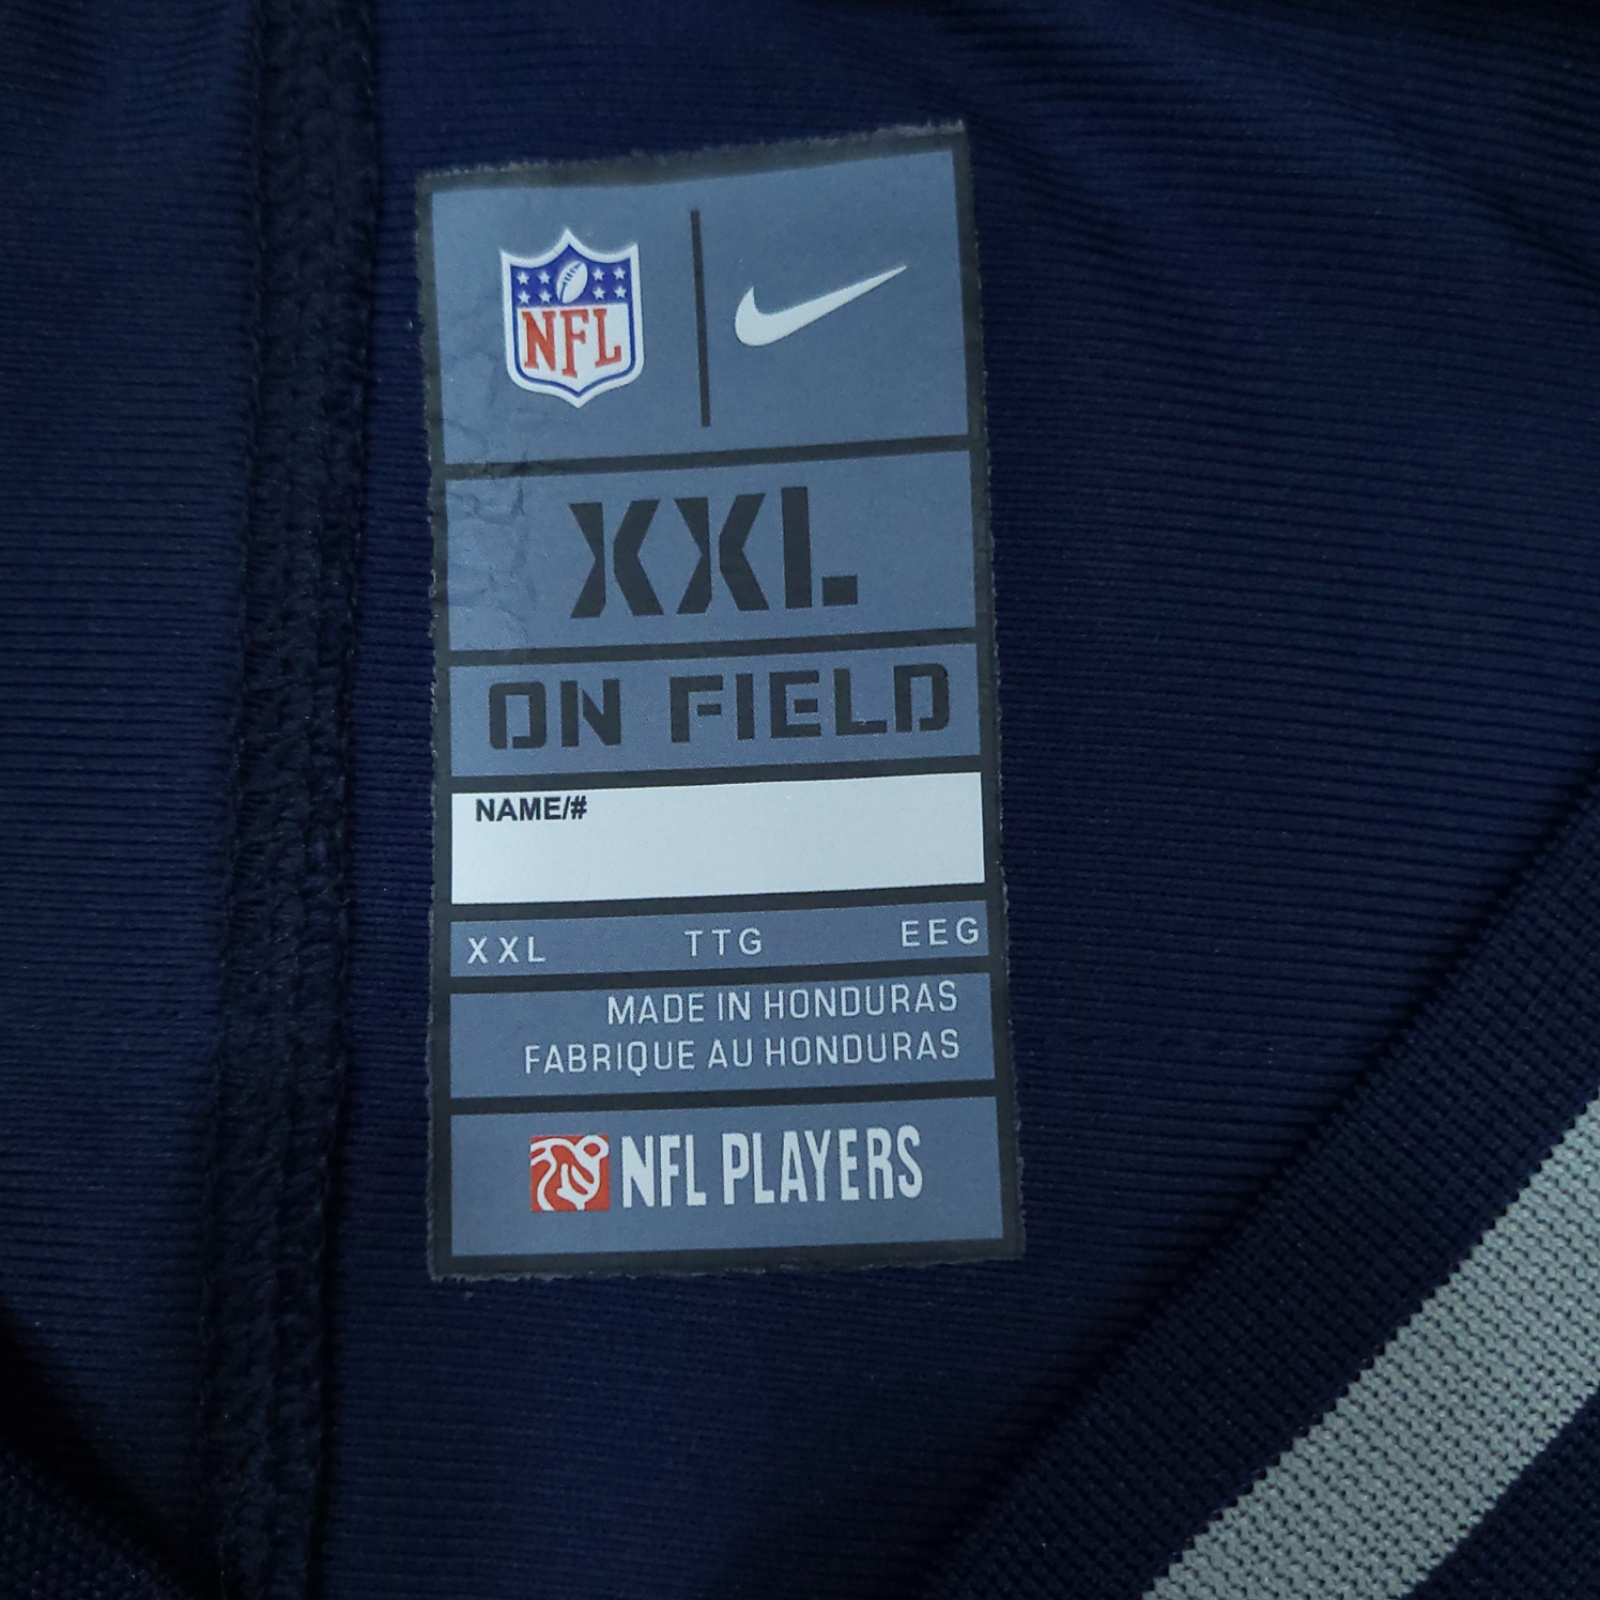 NFL
XXL
ON FIELD
NAME/#
XXL TTG EEG
MADE IN HONDURAS
FABRIQUE AU HONDURAS
NFL PLAYERS